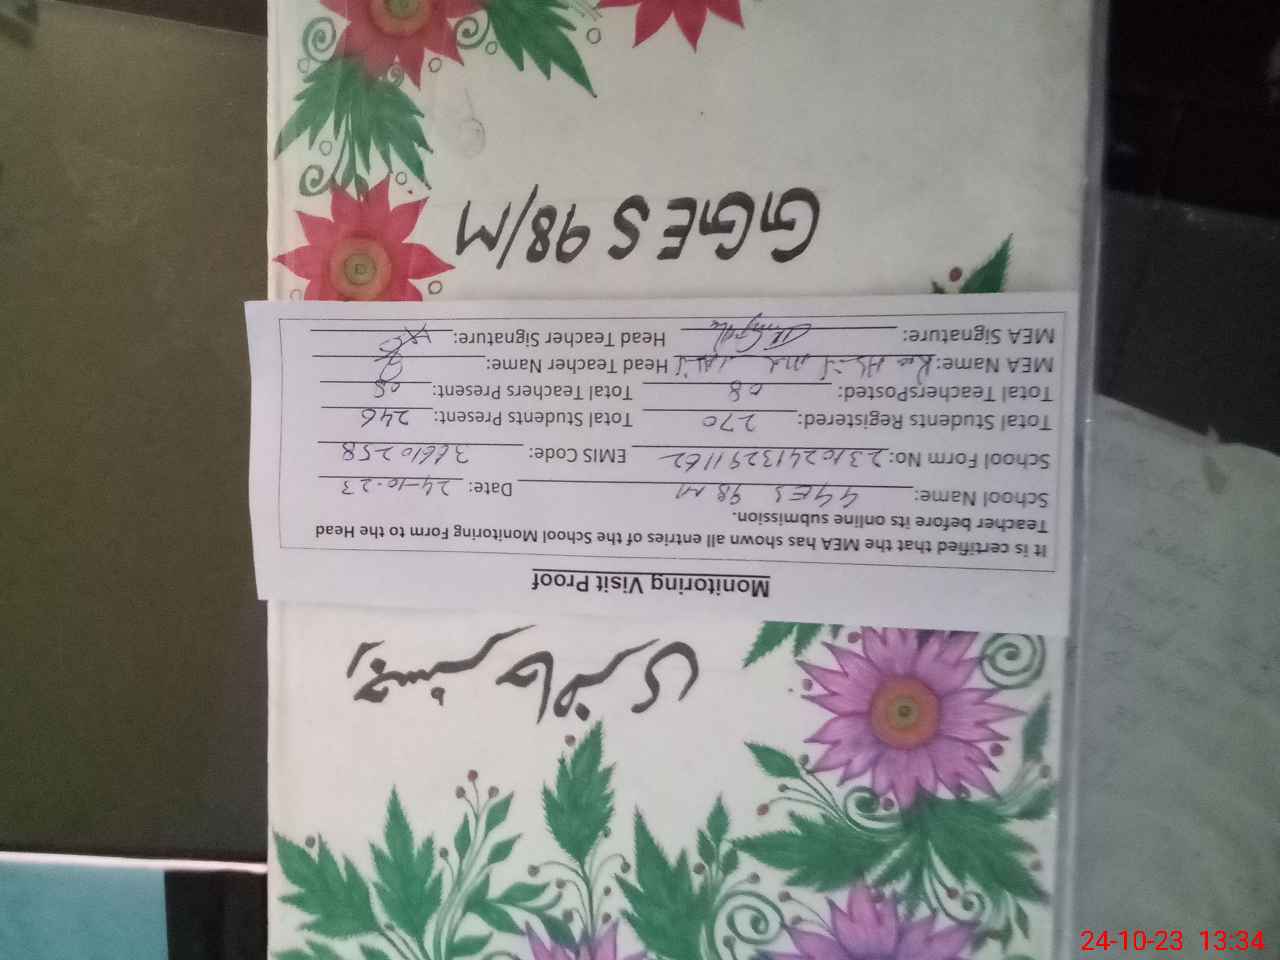 حاضری رجسٹر
Monitoring Visit Proof
It is certified that the MEA has shown all entries of the School Monitoring Form to the Head
Teacher before its online submission.
School Name: GGES 98 M Date: 24-10-23
School Form No: 23102413291162 EMIS Code: 36610258
Total Students Registered: 270 Total Students Present: 246
Total TeachersPosted: 08 Total Teachers Present: 08
MEA Name: Head Teacher Name:
MEA Signature: Head Teacher Signature:
GGES 98/M
24-10-23 13:34